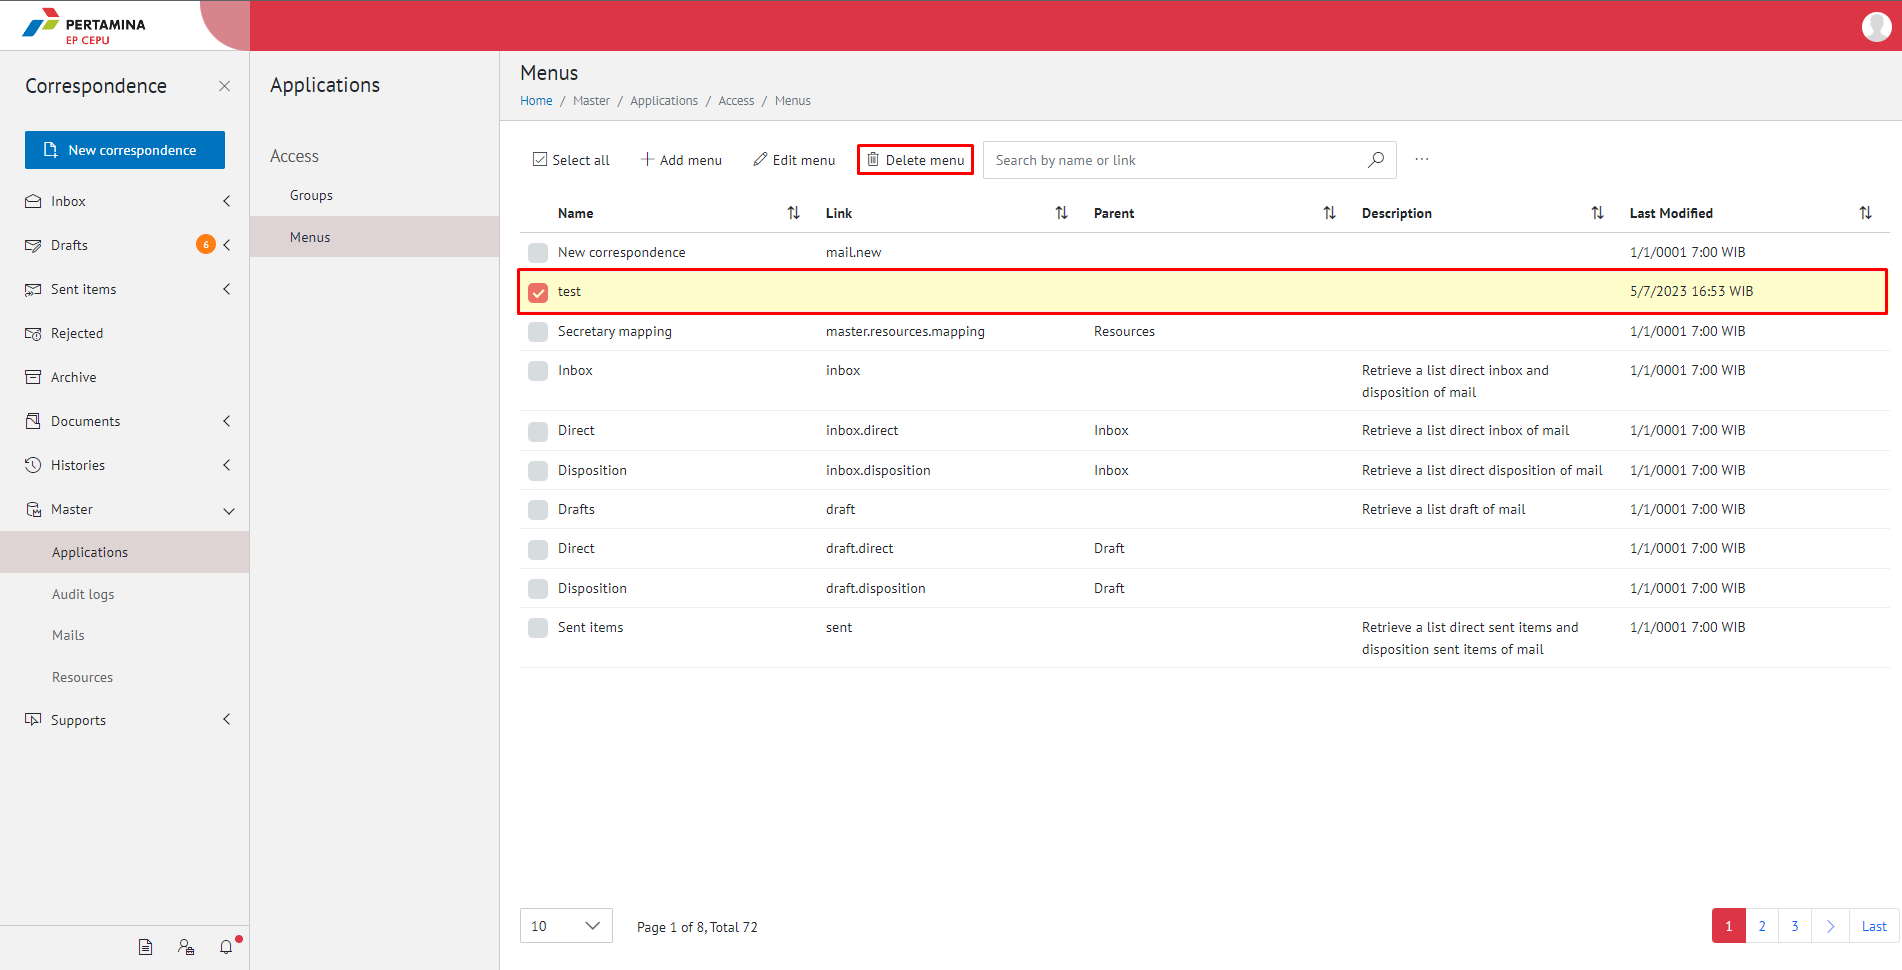 PERTAMINA
EP CEPU
Correspondence
New correspondence
Inbox
Drafts 6
Sent items
Rejected
Archive
Documents
Histories
Master
Applications
Audit logs
Mails
Resources
Supports
Applications
Access
Groups
Menus
Menus
Home / Master / Applications / Access / Menus
Select all Add menu Edit menu Delete menu Search by name or link ...
Name Link Parent Description Last Modified
New correspondence mail.new 1/1/0001 7:00 WIB
test 5/7/2023 16:53 WIB
Secretary mapping master.resources.mapping Resources 1/1/0001 7:00 WIB
Inbox inbox Retrieve a list direct inbox and 1/1/0001 7:00 WIB
disposition of mail
Direct inbox.direct Inbox Retrieve a list direct inbox of mail 1/1/0001 7:00 WIB
Disposition inbox.disposition Inbox Retrieve a list direct disposition of mail 1/1/0001 7:00 WIB
Drafts draft Retrieve a list draft of mail 1/1/0001 7:00 WIB
Direct draft.direct Draft 1/1/0001 7:00 WIB
Disposition draft.disposition Draft 1/1/0001 7:00 WIB
Sent items sent Retrieve a list direct sent items and 1/1/0001 7:00 WIB
disposition sent items of mail
10 Page 1 of 8, Total 72
1 2 3 Last